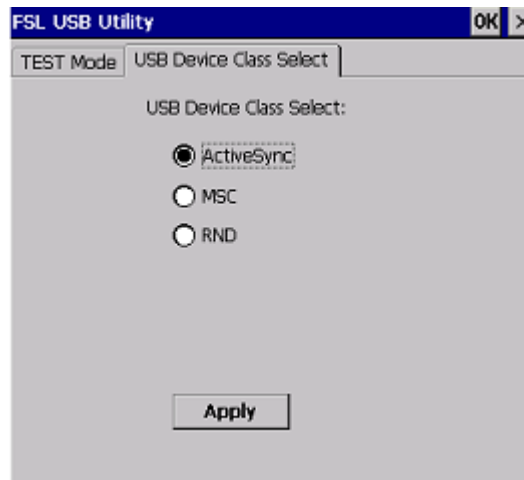 FSL USB Utility OK ×
TEST Mode USB Device Class Select
USB Device Class Select:
ActiveSync
MSC
RND
Apply